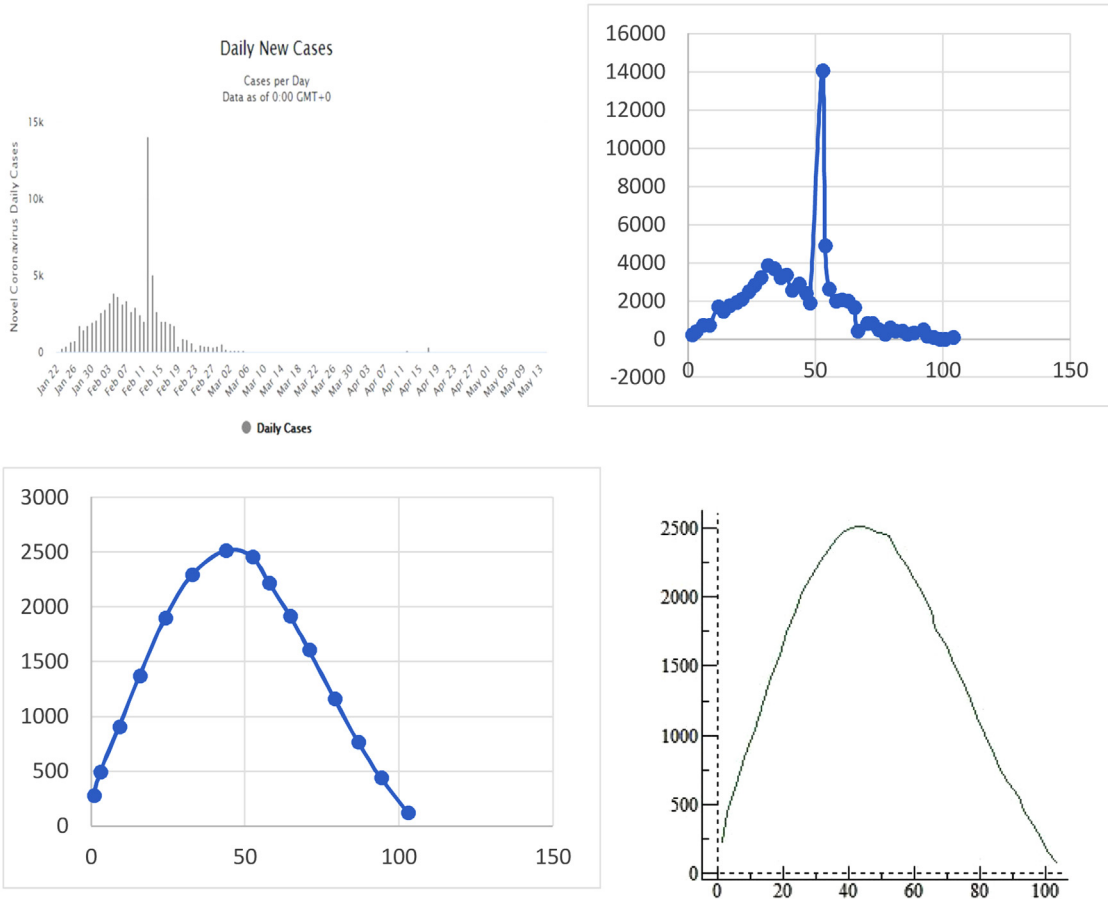 Daily New Cases
Cases per Day
Data as of 0:00 GMT+0
Novel Coronavirus Daily Cases
15k
10k
5k
0
Jan 22
Jan 26
Jan 30
Feb 03
Feb 07
Feb 11
Feb 15
Feb 19
Feb 23
Feb 27
Mar 02
Mar 06
Mar 10
Mar 14
Mar 18
Mar 22
Mar 26
Mar 30
Apr 03
Apr 07
Apr 11
Apr 15
Apr 19
Apr 23
Apr 27
May 01
May 05
May 09
May 13
Daily Cases
16000
14000
12000
10000
8000
6000
4000
2000
0
-2000
0 50 100 150
3000
2500
2000
1500
1000
500
0
0 50 100 150
2500
2000
1500
1000
500
0
0 20 40 60 80 100